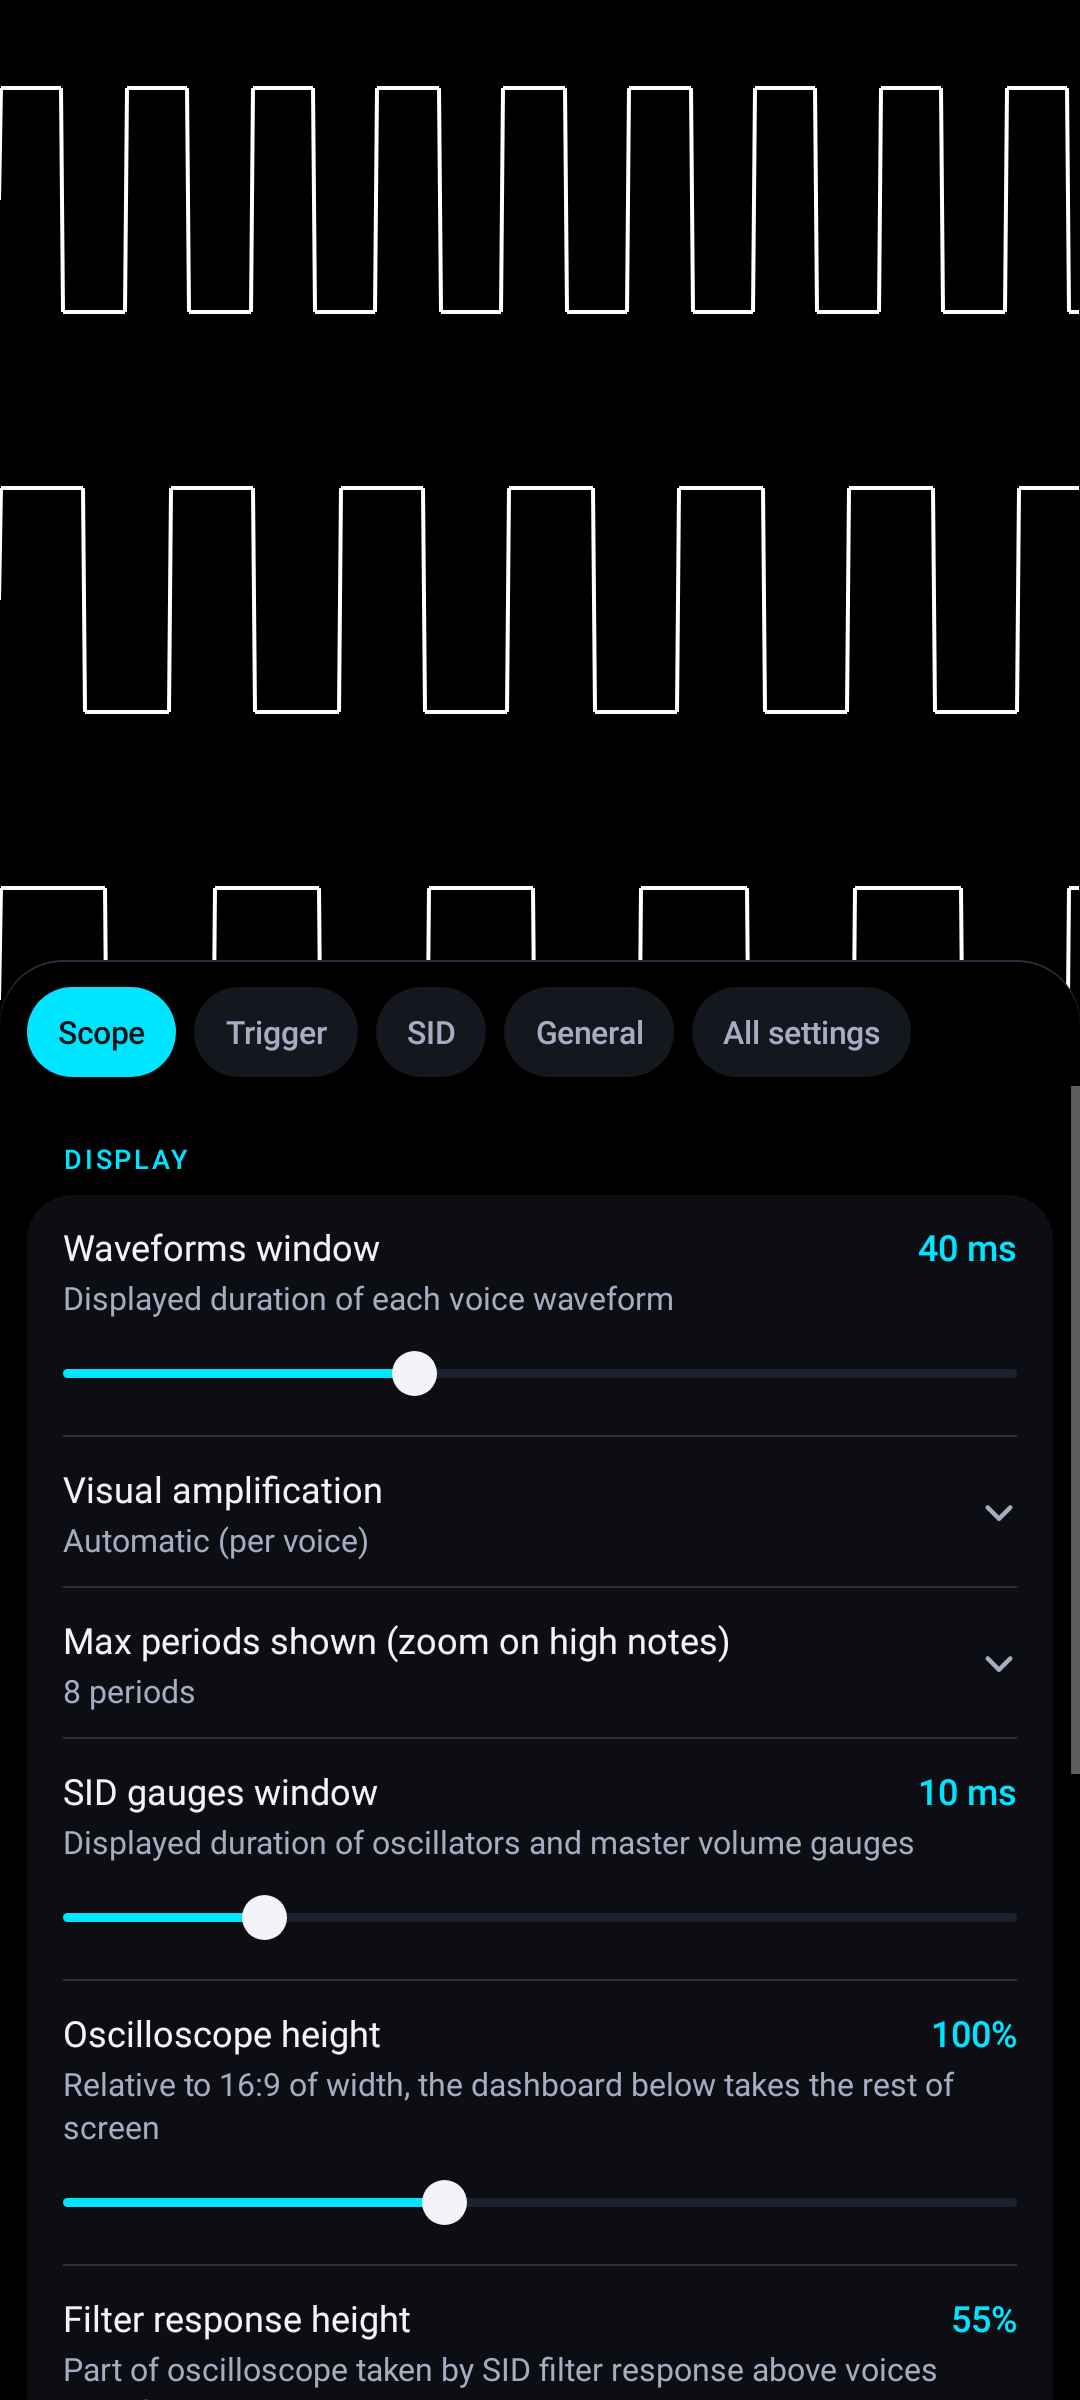 Scope
Trigger
SID
General
All settings
DISPLAY
Waveforms window
40 ms
Displayed duration of each voice waveform
Visual amplification
Automatic (per voice)
Max periods shown (zoom on high notes)
8 periods
SID gauges window
10 ms
Displayed duration of oscillators and master volume gauges
Oscilloscope height
100%
Relative to 16:9 of width, the dashboard below takes the rest of
screen
Filter response height
55%
Part of oscilloscope taken by SID filter response above voices